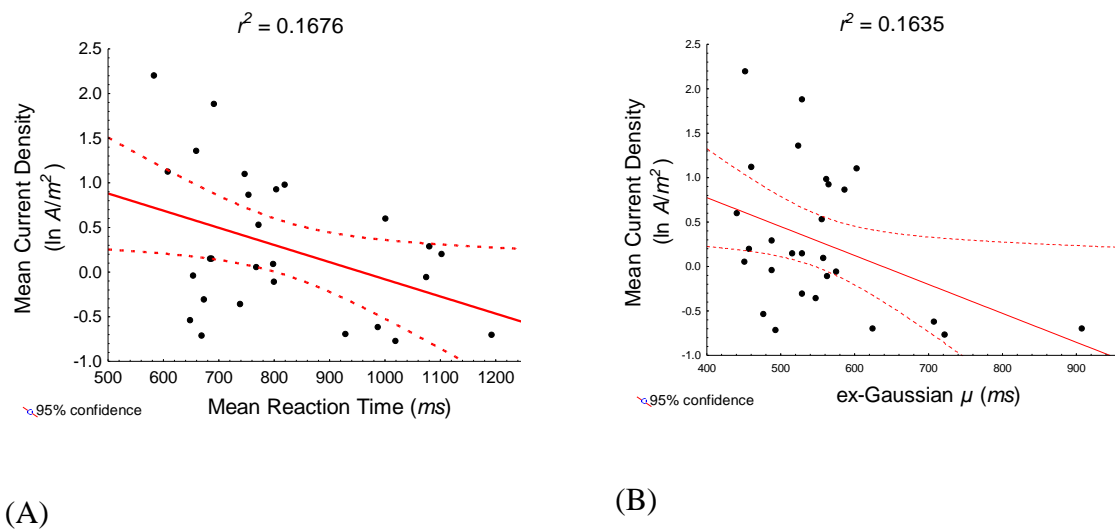 r² = 0.1676
2.5
2.0
1.5
1.0
0.5
0.0
-0.5
-1.0
Mean Current Density
(ln A/m²)
500 600 700 800 900 1000 1100 1200
Mean Reaction Time (ms)
95% confidence
(A)
r² = 0.1635
2.5
2.0
1.5
1.0
0.5
0.0
-0.5
-1.0
Mean Current Density
(ln A/m²)
400 500 600 700 800 900
ex-Gaussian μ (ms)
95% confidence
(B)